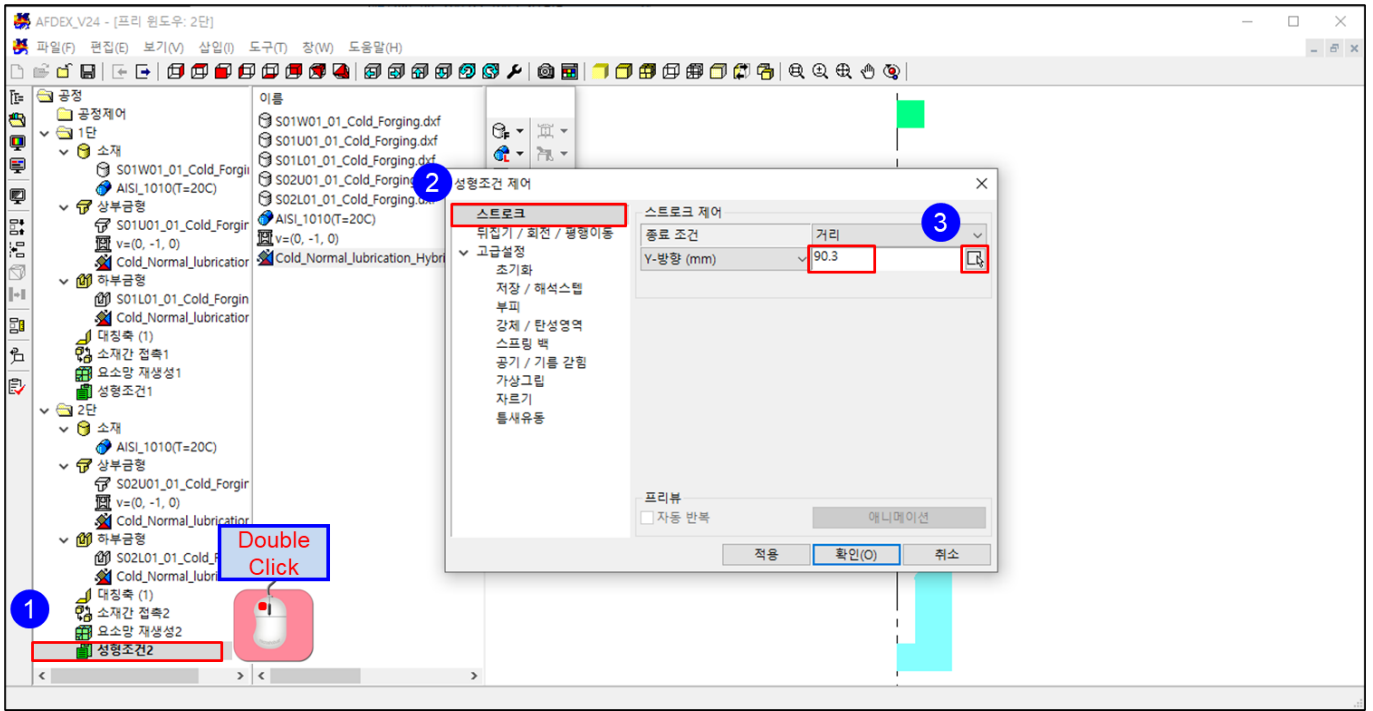 AFDEX_V24 - [프리 윈도우: 2단]
파일(F) 편집(E) 보기(V) 삽입(I) 도구(T) 창(W) 도움말(H)
공정
공정제어
1단
소재
S01W01_01_Cold_Forgin
AISI_1010(T=20C)
상부금형
S01U01_01_Cold_Forgin
v=(0, -1, 0)
Cold_Normal_lubrication
하부금형
S01L01_01_Cold_Forgin
Cold_Normal_lubrication
대칭축 (1)
소재간 접촉1
요소망 재생성1
성형조건1
2단
소재
AISI_1010(T=20C)
상부금형
S02U01_01_Cold_Forgin
v=(0, -1, 0)
Cold_Normal_lubrication
하부금형
S02L01_01_Cold_F
Cold_Normal_lubri
대칭축 (1)
소재간 접촉2
요소망 재생성2
성형조건2
1
Double
Click
이름
S01W01_01_Cold_Forging.dxf
S01U01_01_Cold_Forging.dxf
S01L01_01_Cold_Forging.dxf
S02U01_01_Cold_Forging
S02L01_01_Cold_Forging.dxf
AISI_1010(T=20C)
v=(0, -1, 0)
Cold_Normal_lubrication_Hybri
2
성형조건 제어
스트로크
뒤집기 / 회전 / 평행이동
고급설정
초기화
저장 / 해석스텝
부피
강체 / 탄성영역
스프링 백
공기 / 기름 갇힘
가상그립
자르기
틈새유동
스트로크 제어
3
종료 조건 거리
Y-방향 (mm) 90.3
프리뷰
자동 반복 애니메이션
적용 확인(O) 취소